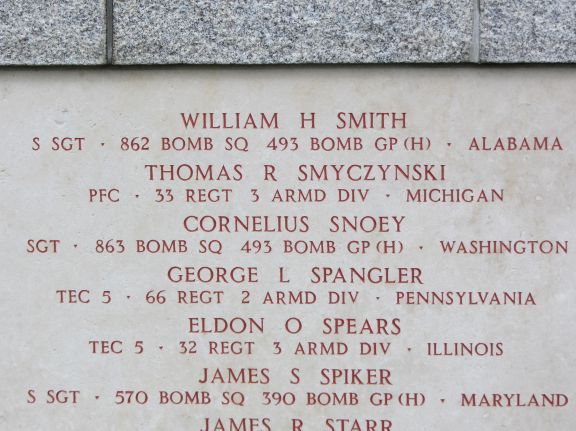 WILLIAM H SMITH
S SGT · 862 BOMB SQ 493 BOMB GP (H) · ALABAMA
THOMAS R SMYCZYNSKI
PFC · 33 REGT 3 ARMD DIV · MICHIGAN
CORNELIUS SNOEY
SGT · 863 BOMB SQ 493 BOMB GP (H) · WASHINGTON
GEORGE L SPANGLER
TEC 5 · 66 REGT 2 ARMD DIV · PENNSYLVANIA
ELDON O SPEARS
TEC 5 · 32 REGT 3 ARMD DIV · ILLINOIS
JAMES S SPIKER
S SGT · 570 BOMB SQ 390 BOMB GP (H) · MARYLAND
JAMES R STARR